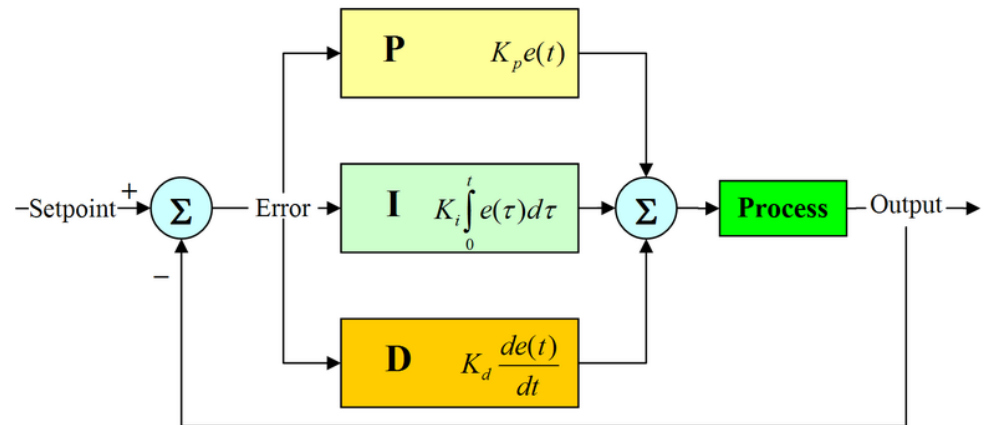 P K_p e(t)
–Setpoint
+
Σ
–
Error
I K_i ∫_0^t e(τ)dτ
Σ
Process
Output
D K_d de(t)/dt